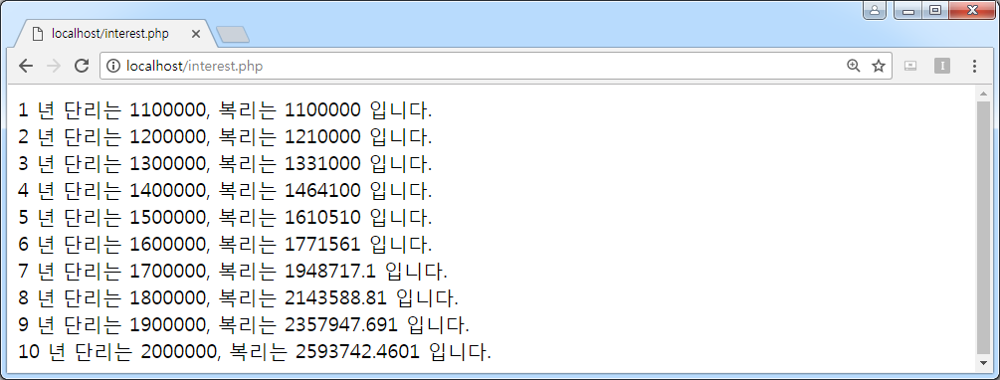 localhost/interest.php
localhost/interest.php
1 년 단리는 1100000, 복리는 1100000 입니다.
2 년 단리는 1200000, 복리는 1210000 입니다.
3 년 단리는 1300000, 복리는 1331000 입니다.
4 년 단리는 1400000, 복리는 1464100 입니다.
5 년 단리는 1500000, 복리는 1610510 입니다.
6 년 단리는 1600000, 복리는 1771561 입니다.
7 년 단리는 1700000, 복리는 1948717.1 입니다.
8 년 단리는 1800000, 복리는 2143588.81 입니다.
9 년 단리는 1900000, 복리는 2357947.691 입니다.
10 년 단리는 2000000, 복리는 2593742.4601 입니다.